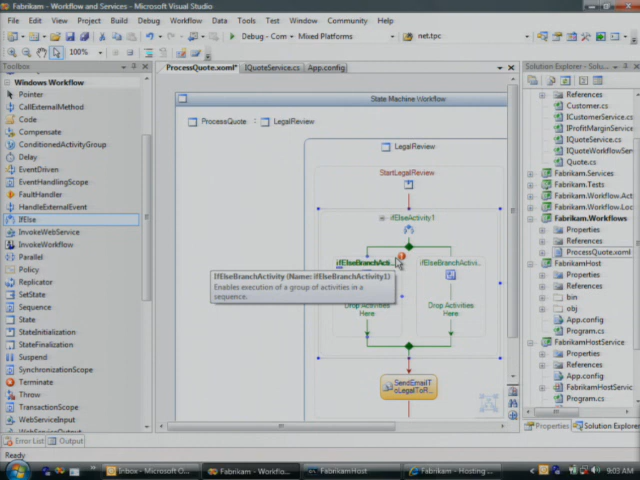 Fabrikam - Workflow and Services - Microsoft Visual Studio
File Edit View Project Build Debug Workflow Data Tools Test Window Community Help
Debug - Com Mixed Platforms net.tpc
100%
Toolbox
Windows Workflow
Pointer
CallExternalMethod
Code
Compensate
ConditionedActivityGroup
Delay
EventDriven
EventHandlingScope
FaultHandler
HandleExternalEvent
IfElse
InvokeWebService
InvokeWorkflow
Parallel
Policy
Replicator
SetState
Sequence
State
StateInitialization
StateFinalization
Suspend
SynchronizationScope
Terminate
Throw
TransactionScope
WebServiceInput
ProcessQuote.xoml* IQuoteService.cs App.config
State Machine Workflow
ProcessQuote : LegalReview
LegalReview
StartLegalReview
ifElseActivity1
ifElseBranchActi... ifElseBranchActivi...
IfElseBranchActivity (Name: ifElseBranchActivity1)
Enables execution of a group of activities in a
sequence.
Drop Activities
Here
Drop Activities
Here
SendEmailT
oLegalToR...
Solution Explorer - So
References
Customer.cs
ICustomerService.cs
IProfitMarginService
IQuoteService.cs
IQuoteWorkflowServ
Quote.cs
Fabrikam.Services
Fabrikam.Tests
Fabrikam.Workflow.Act
Fabrikam.Workflow.Loc
Fabrikam.Workflows
Properties
References
ProcessQuote.xoml
FabrikamHost
Properties
References
bin
obj
App.config
Program.cs
FabrikamHostService
Properties
References
App.config
FabrikamHostServic
Program.cs
Properties Solution Explorer
Error List Output
Ready
Inbox - Microsoft O... Fabrikam - Workflo... FabrikamHost Fabrikam - Hosting ... 9:03 AM